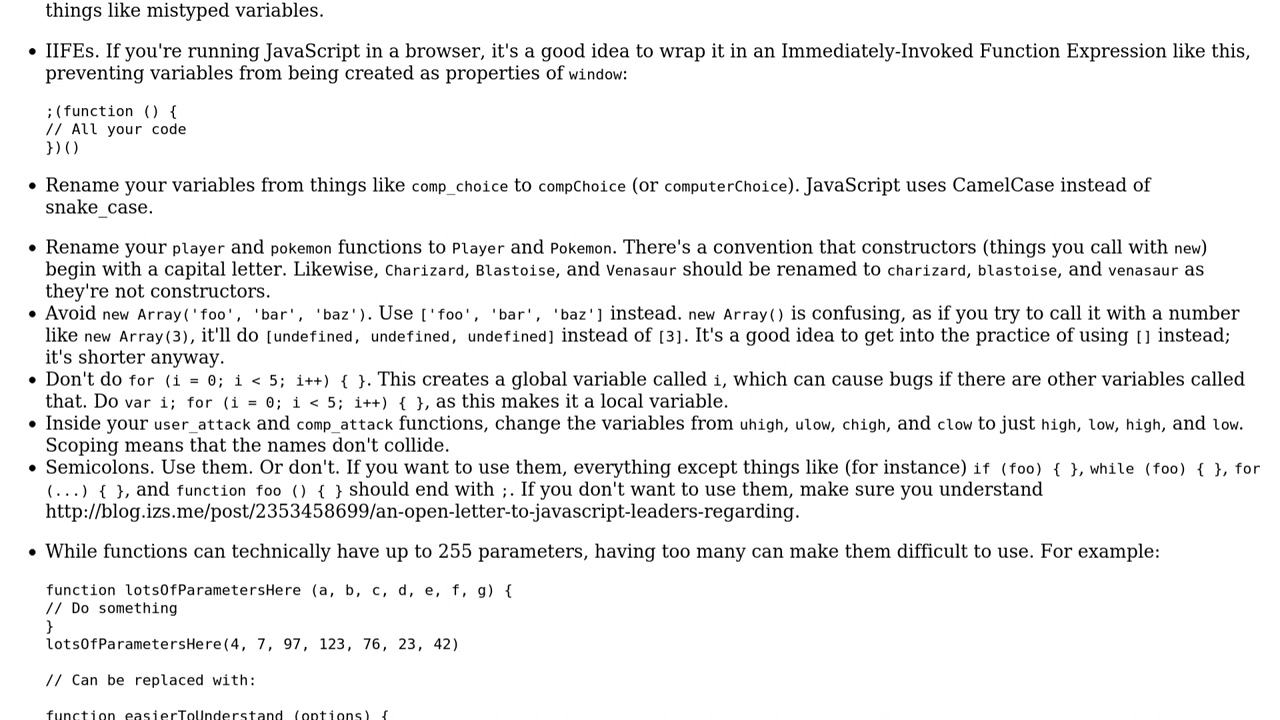 things like mistyped variables.
IIFEs. If you're running JavaScript in a browser, it's a good idea to wrap it in an Immediately-Invoked Function Expression like this,
preventing variables from being created as properties of window:
;(function () {
// All your code
})()
Rename your variables from things like comp_choice to compChoice (or computerChoice). JavaScript uses CamelCase instead of
snake_case.
Rename your player and pokemon functions to Player and Pokemon. There's a convention that constructors (things you call with new)
begin with a capital letter. Likewise, Charizard, Blastoise, and Venasaur should be renamed to charizard, blastoise, and venasaur as
they're not constructors.
Avoid new Array('foo', 'bar', 'baz'). Use ['foo', 'bar', 'baz'] instead. new Array() is confusing, as if you try to call it with a number
like new Array(3), it'll do [undefined, undefined, undefined] instead of [3]. It's a good idea to get into the practice of using [] instead;
it's shorter anyway.
Don't do for (i = 0; i < 5; i++) { }. This creates a global variable called i, which can cause bugs if there are other variables called
that. Do var i; for (i = 0; i < 5; i++) { }, as this makes it a local variable.
Inside your user_attack and comp_attack functions, change the variables from uhigh, ulow, chigh, and clow to just high, low, high, and low.
Scoping means that the names don't collide.
Semicolons. Use them. Or don't. If you want to use them, everything except things like (for instance) if (foo) { }, while (foo) { }, for
(...) { }, and function foo () { } should end with ;. If you don't want to use them, make sure you understand
http://blog.izs.me/post/2353458699/an-open-letter-to-javascript-leaders-regarding.
While functions can technically have up to 255 parameters, having too many can make them difficult to use. For example:
function lotsOfParametersHere (a, b, c, d, e, f, g) {
// Do something
}
lotsOfParametersHere(4, 7, 97, 123, 76, 23, 42)
// Can be replaced with:
function easierToUnderstand (options) {